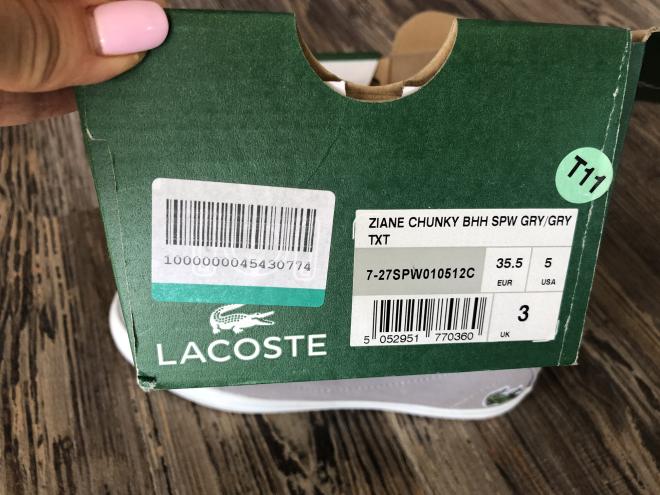 T11
ZIANE CHUNKY BHH SPW GRY/GRY
TXT
7-27SPW010512C
35.5
EUR
5
USA
3
UK
5 052951 770360
1000000045430774
LACOSTE